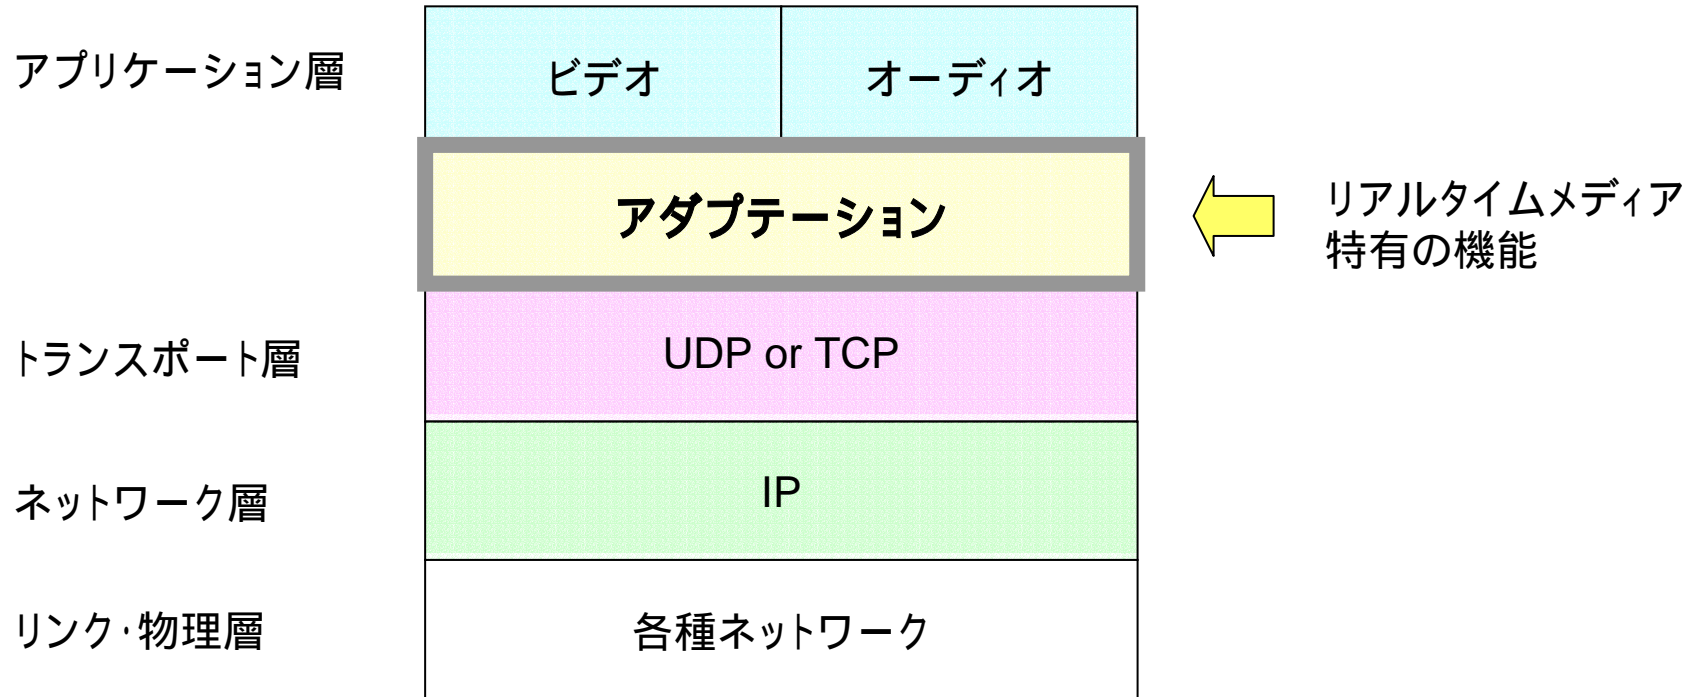 アプリケーション層
ビデオ
オーディオ
アダプテーション
リアルタイムメディア
特有の機能
トランスポート層
UDP or TCP
ネットワーク層
IP
リンク・物理層
各種ネットワーク